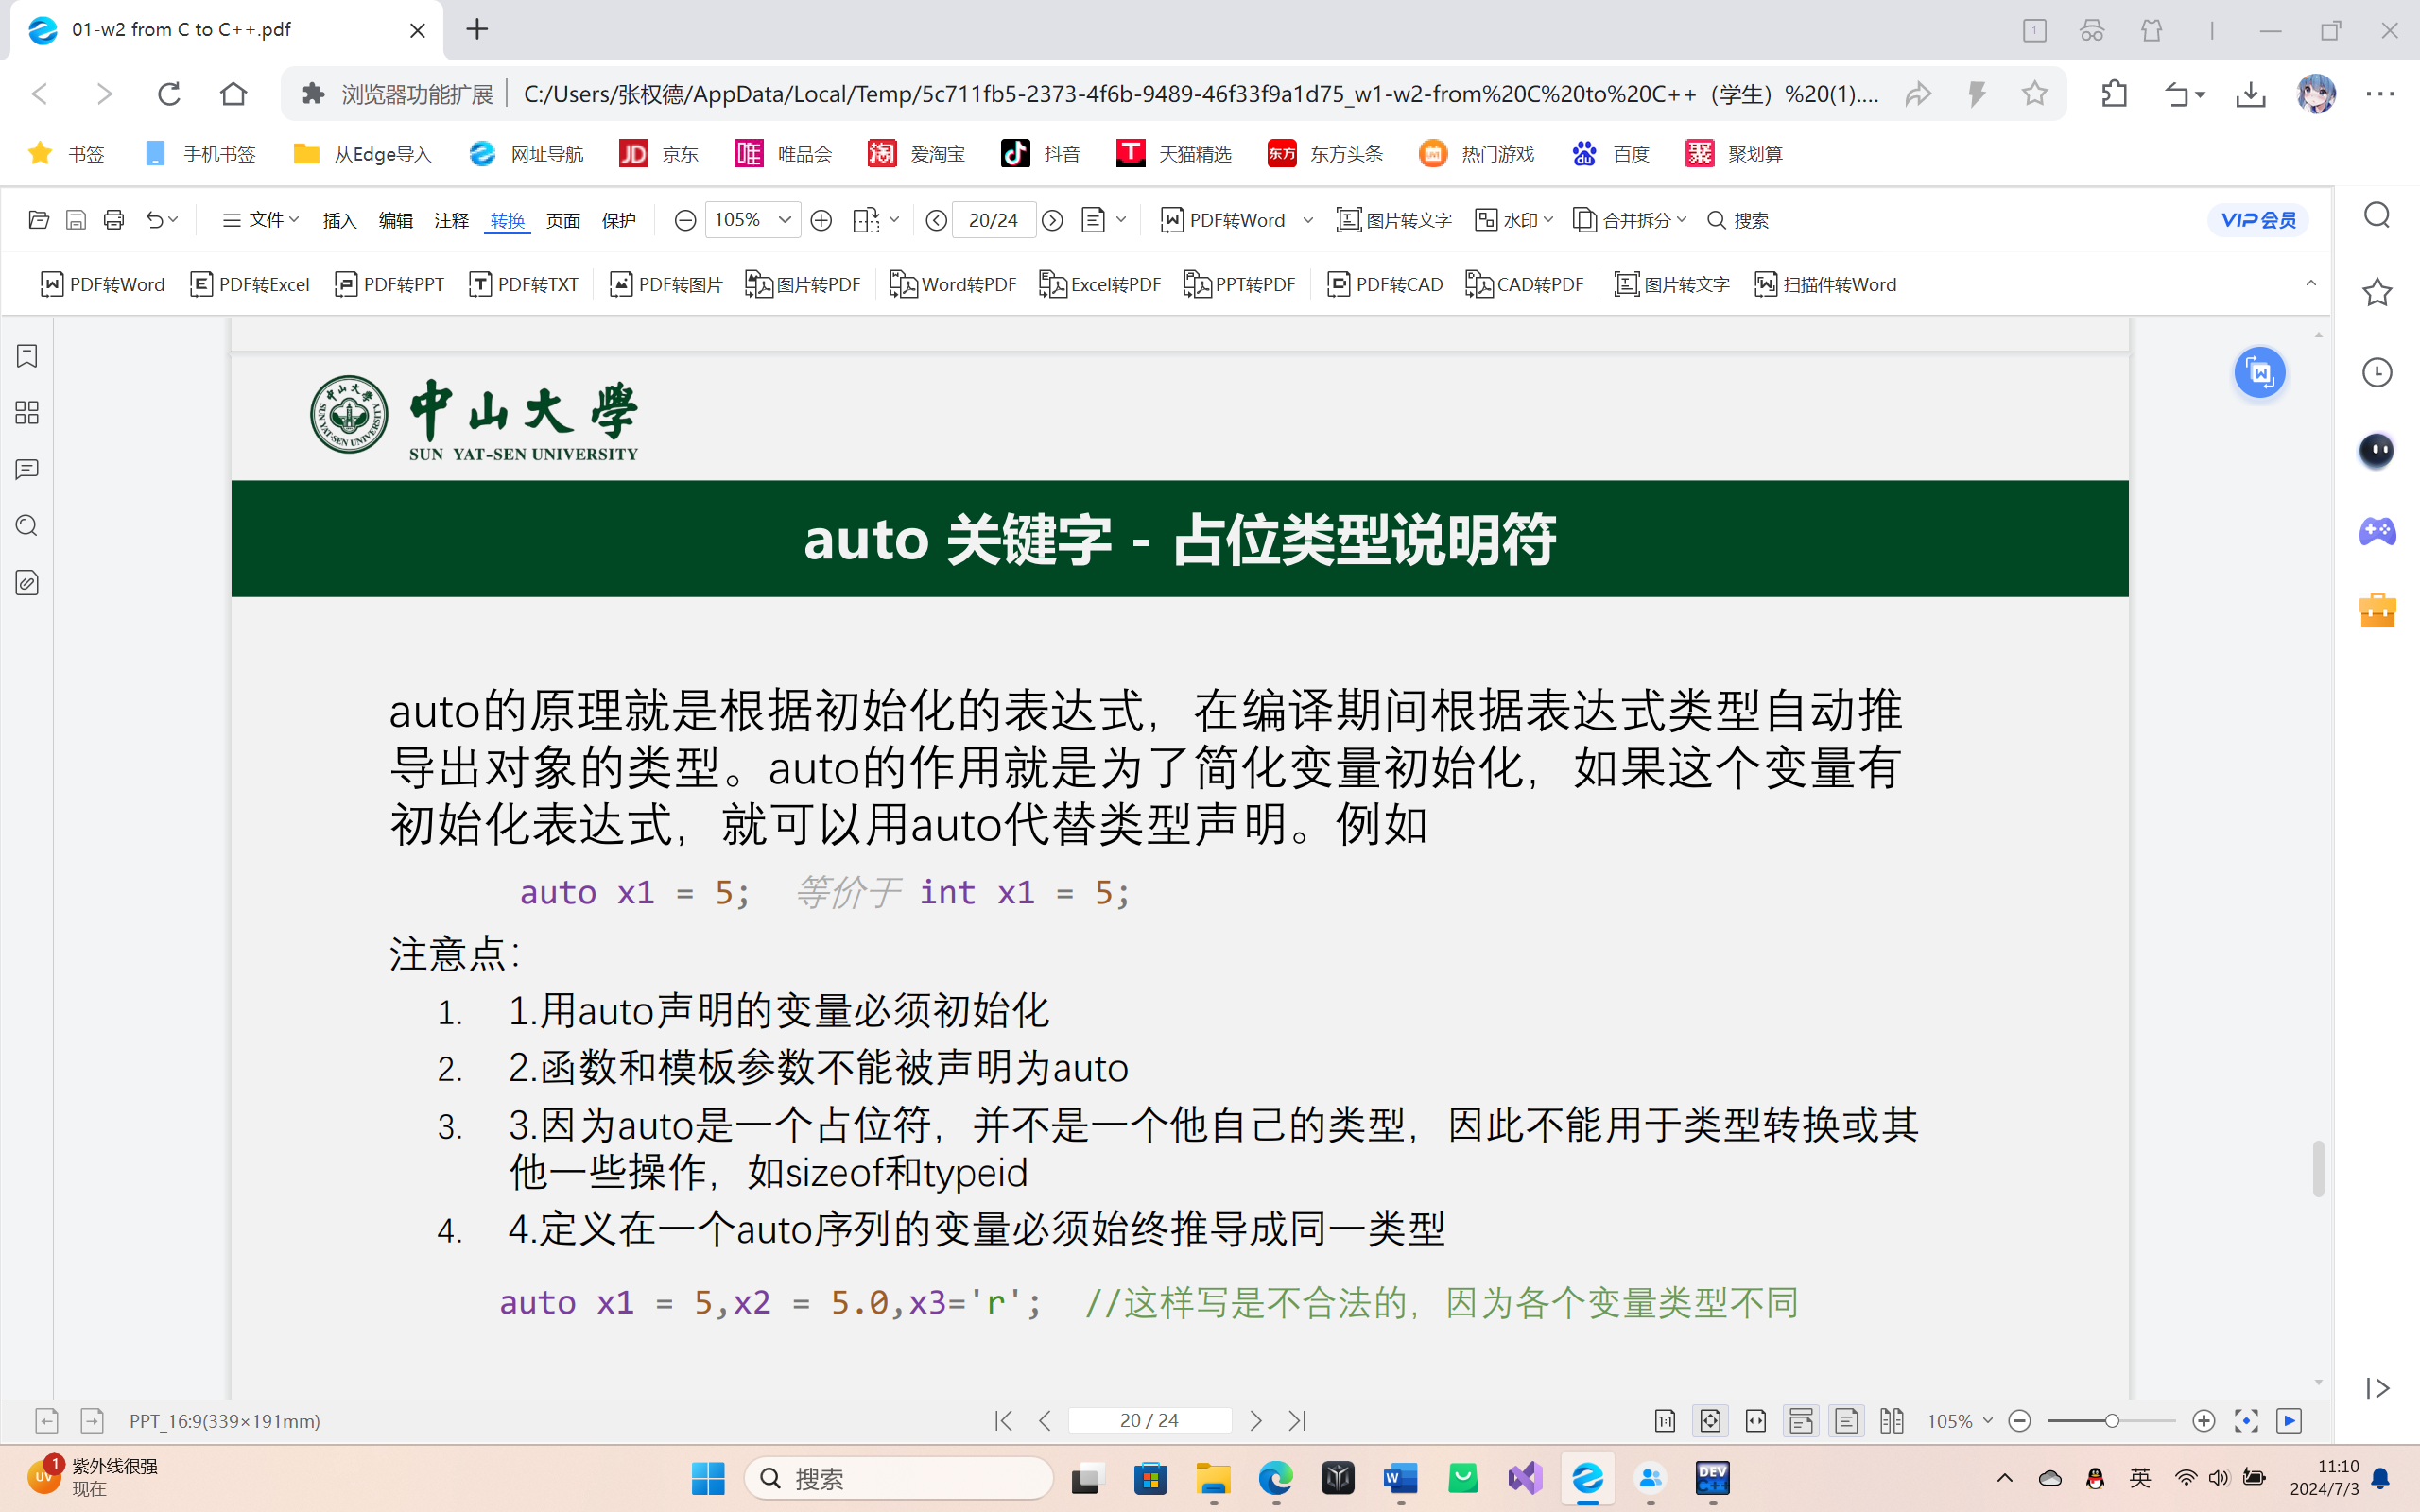 01-w2 from C to C++.pdf
浏览器功能扩展 C:/Users/张权德/AppData/Local/Temp/5c711fb5-2373-4f6b-9489-46f33f9a1d75_w1-w2-from%20C%20to%20C++（学生）%20(1)....
书签 手机书签 从Edge导入 网址导航 JD 京东 唯 唯品会 淘 爱淘宝 抖音 T 天猫精选 东方 东方头条 热门游戏 du 百度 聚 聚划算
文件 插入 编辑 注释 转换 页面 保护 105% 20/24 PDF转Word 图片转文字 水印 合并拆分 搜索 VIP会员
PDF转Word PDF转Excel PDF转PPT PDF转TXT PDF转图片 图片转PDF Word转PDF Excel转PDF PPT转PDF PDF转CAD CAD转PDF 图片转文字 扫描件转Word
中山大學
SUN YAT-SEN UNIVERSITY
auto 关键字 - 占位类型说明符
auto的原理就是根据初始化的表达式，在编译期间根据表达式类型自动推
导出对象的类型。auto的作用就是为了简化变量初始化，如果这个变量有
初始化表达式，就可以用auto代替类型声明。例如
auto x1 = 5; 等价于 int x1 = 5;
注意点：
1. 1.用auto声明的变量必须初始化
2. 2.函数和模板参数不能被声明为auto
3. 3.因为auto是一个占位符，并不是一个他自己的类型，因此不能用于类型转换或其
他一些操作，如sizeof和typeid
4. 4.定义在一个auto序列的变量必须始终推导成同一类型
auto x1 = 5,x2 = 5.0,x3='r'; //这样写是不合法的，因为各个变量类型不同
PPT_16:9(339×191mm) 20 / 24 1:1 105%
UV 1 紫外线很强
现在
搜索
DEV C++
英
11:10
2024/7/3